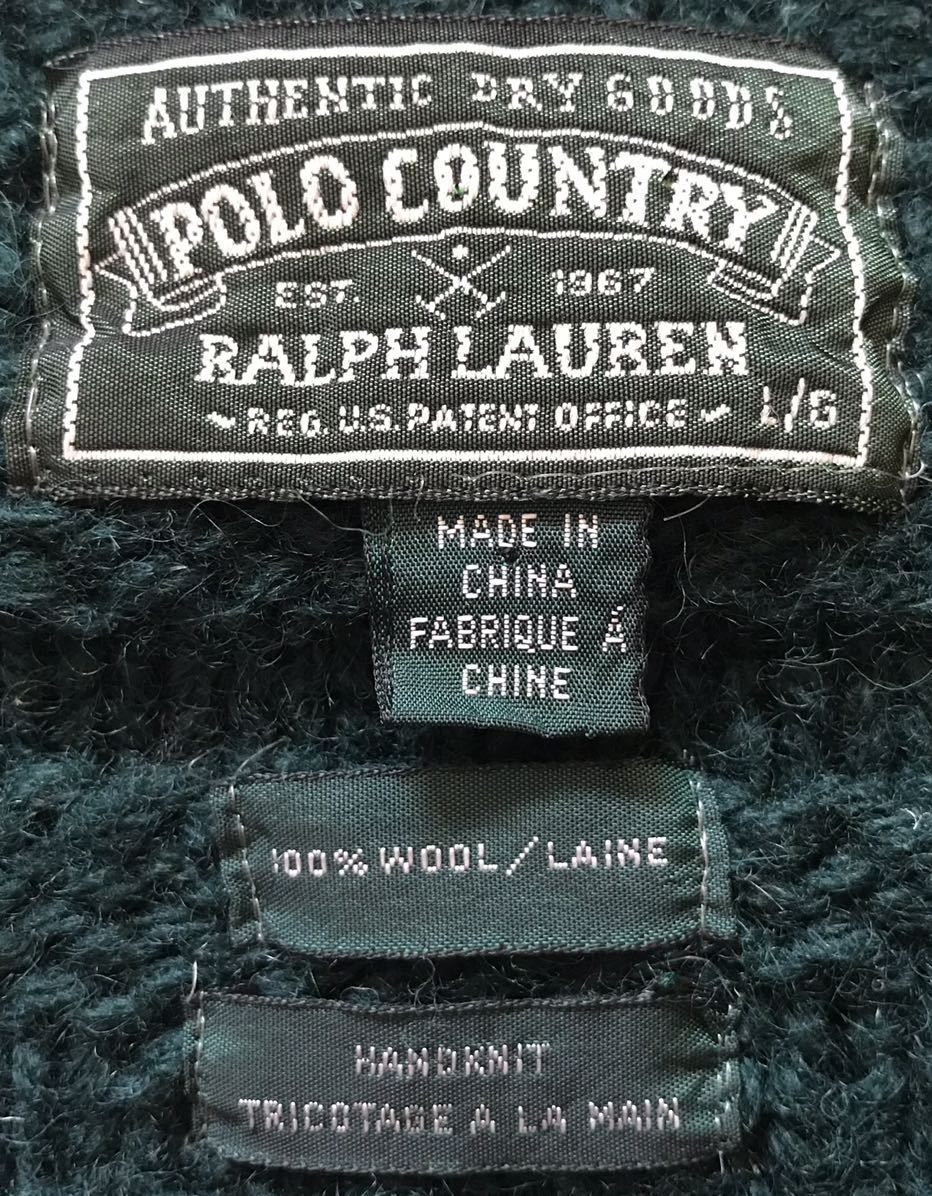 AUTHENTIC DRY GOODS
POLO COUNTRY
EST. 1967
RALPH LAUREN
REG. U.S. PATENT OFFICE L/G
MADE IN
CHINA
FABRIQUE Á
CHINE
100% WOOL/LAINE
HANDKNIT
TRICOTAGE A LA MAIN